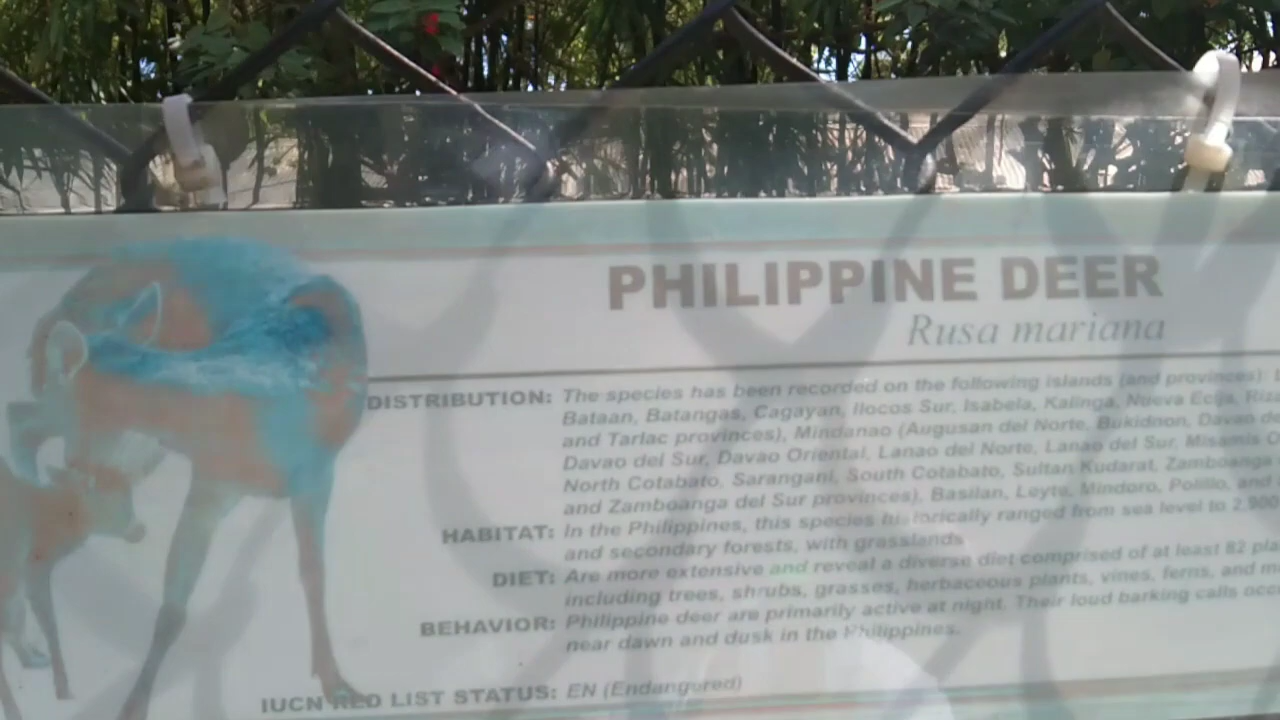 PHILIPPINE DEER
Rusa mariana
DISTRIBUTION: The species has been recorded on the following islands (and provinces):
Bataan, Batangas, Cagayan, Ilocos Sur, Isabela, Kalinga, Nueva Ecija,
and Tarlac provinces), Mindanao (Augusan del Norte, Bukidnon, Davao
Davao del Sur, Davao Oriental, Lanao del Norte, Lanao del Sur, Misamis
North Cotabato, Sarangani, South Cotabato, Sultan Kudarat, Zamboanga
and Zamboanga del Sur provinces), Basilan, Leyte, Mindoro, Polillo, and
HABITAT: In the Philippines, this species historically ranged from sea level to 2,900
and secondary forests, with grasslands
DIET: Are more extensive and reveal a diverse diet comprised of at least 82
including trees, shrubs, grasses, herbaceous plants, vines, ferns, and
BEHAVIOR: Philippine deer are primarily active at night. Their loud barking calls
near dawn and dusk in the Philippines.
IUCN RED LIST STATUS: EN (Endangered)